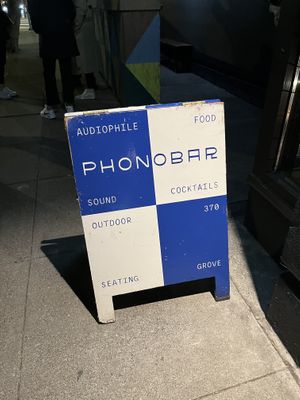 AUDIOPHILE FOOD
PHONOBAR
SOUND COCKTAILS
OUTDOOR 370
SEATING GROVE